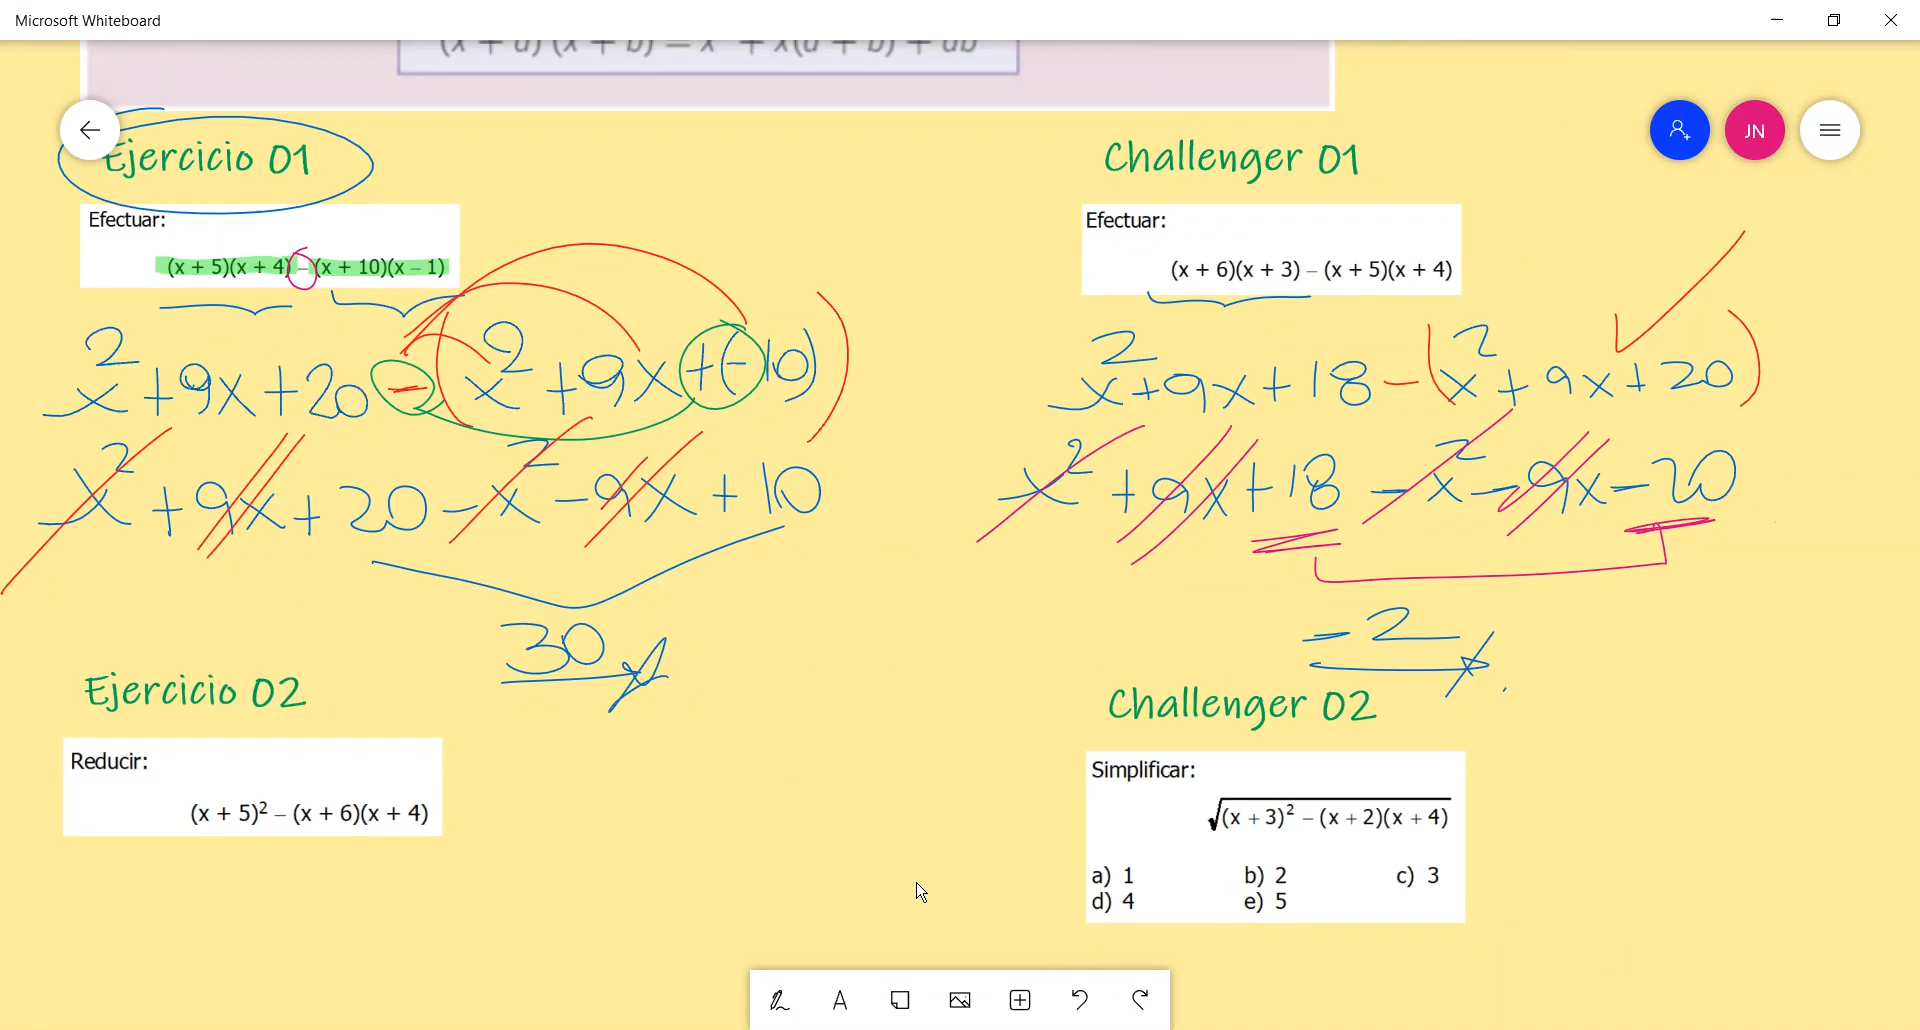 Microsoft Whiteboard
(x + a) (x + b) = x² + x(a + b) + ab
JN
Ejercicio 01
Efectuar:
(x + 5)(x + 4) – (x + 10)(x – 1)
x² + 9x + 20 – (x² + 9x + (–10))
x² + 9x + 20 – x² – 9x + 10
30
Challenger 01
Efectuar:
(x + 6)(x + 3) – (x + 5)(x + 4)
x² + 9x + 18 – (x² + 9x + 20)
x² + 9x + 18 – x² – 9x – 20
– 2
Ejercicio 02
Reducir:
(x + 5)² – (x + 6)(x + 4)
Challenger 02
Simplificar:
√(x + 3)² – (x + 2)(x + 4)
a) 1 b) 2 c) 3
d) 4 e) 5